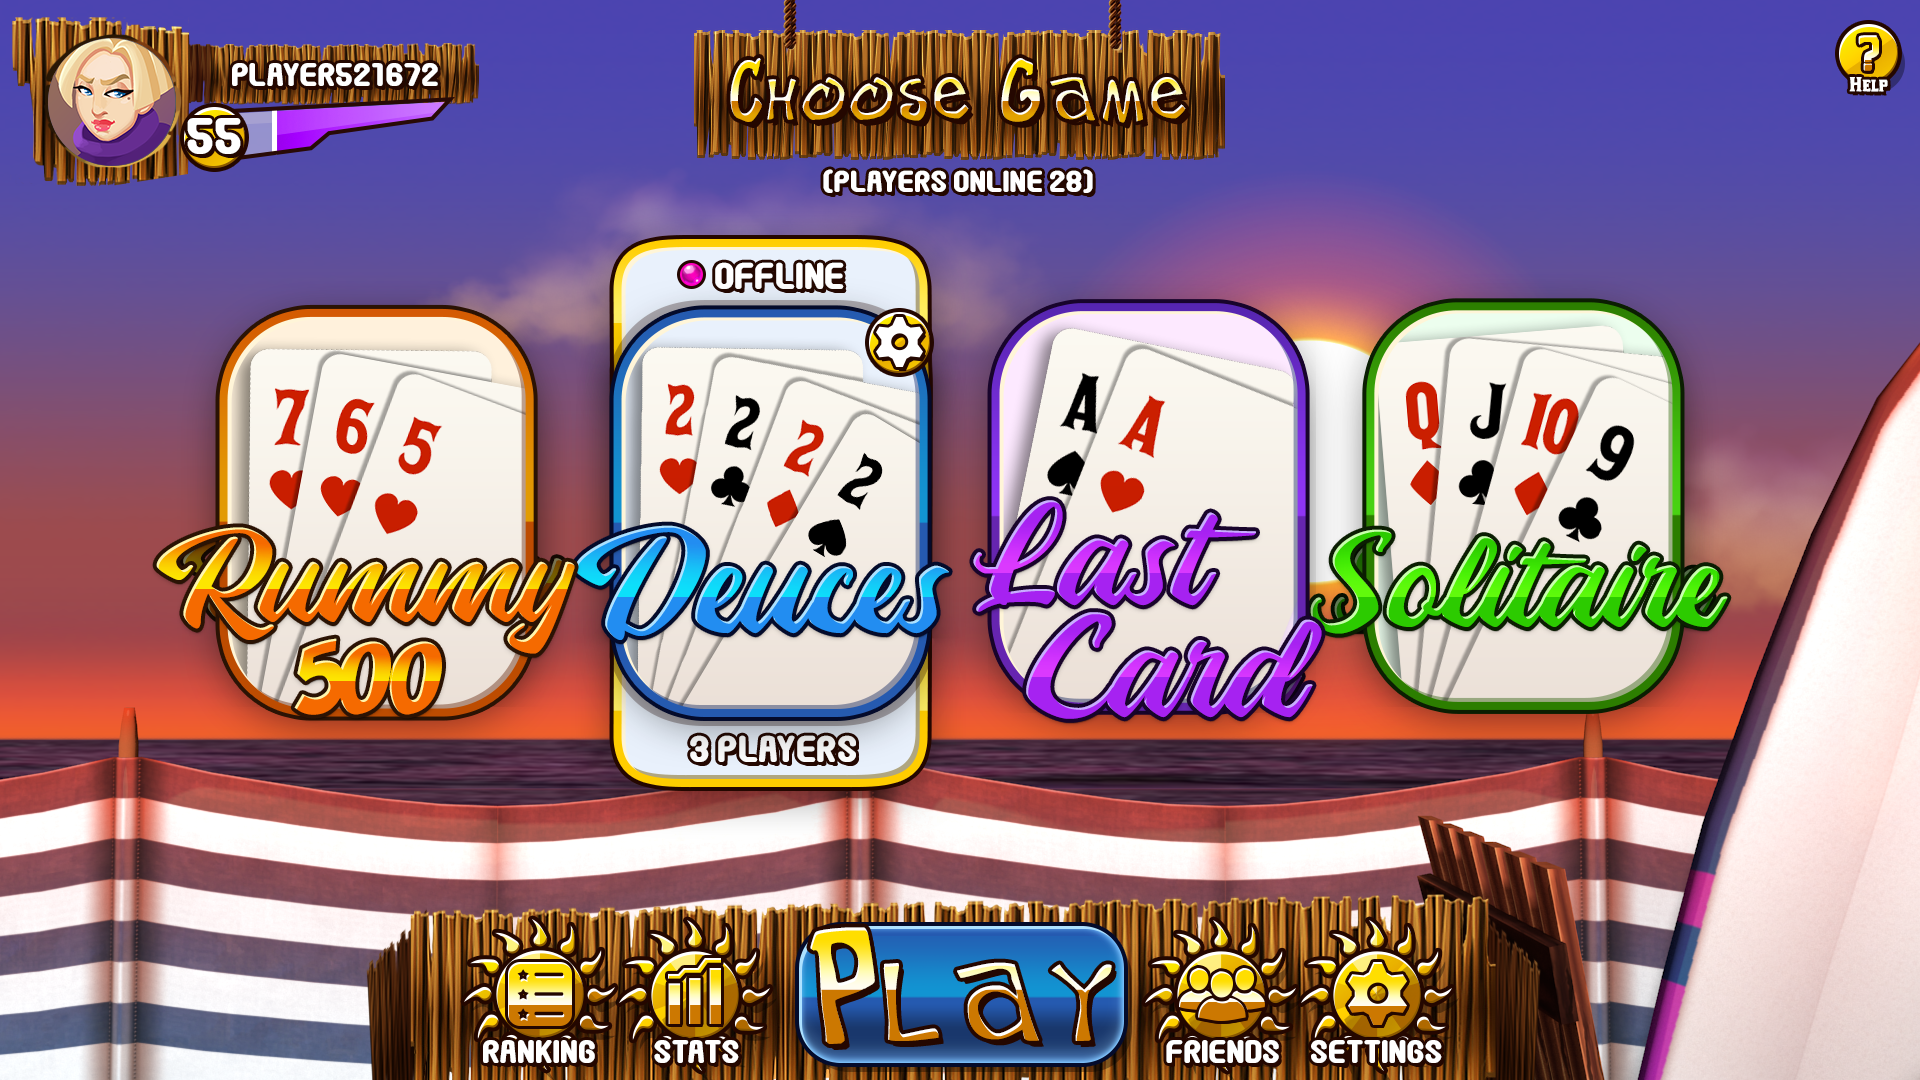 PLAYER521672
55
Choose Game
(PLAYERS ONLINE 28)
?
HELP
OFFLINE
7 6 5
2 2 2 2
A A
Q J 10 9
Rummy
500
Deuces
Last
Card
Solitaire
3 PLAYERS
RANKING
STATS
PLAY
FRIENDS
SETTINGS